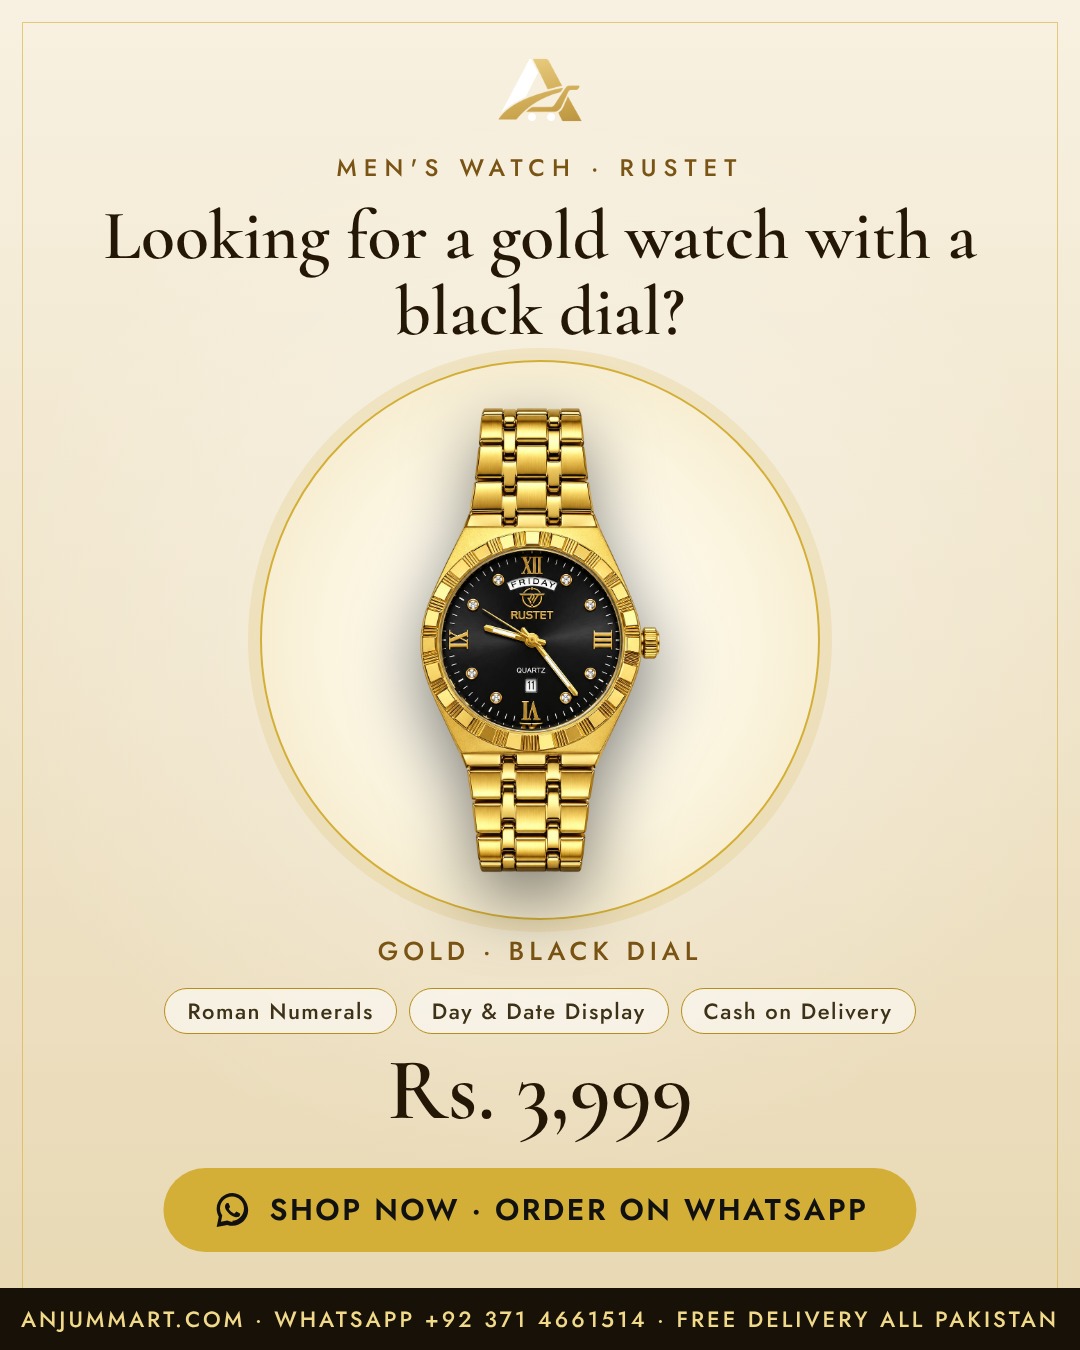 MEN'S WATCH · RUSTET
Looking for a gold watch with a
black dial?
XII
FRIDAY
RUSTET
IX
III
QUARTZ
11
VI
GOLD · BLACK DIAL
Roman Numerals
Day & Date Display
Cash on Delivery
Rs. 3,999
SHOP NOW · ORDER ON WHATSAPP
ANJUMMART.COM · WHATSAPP +92 371 4661514 · FREE DELIVERY ALL PAKISTAN